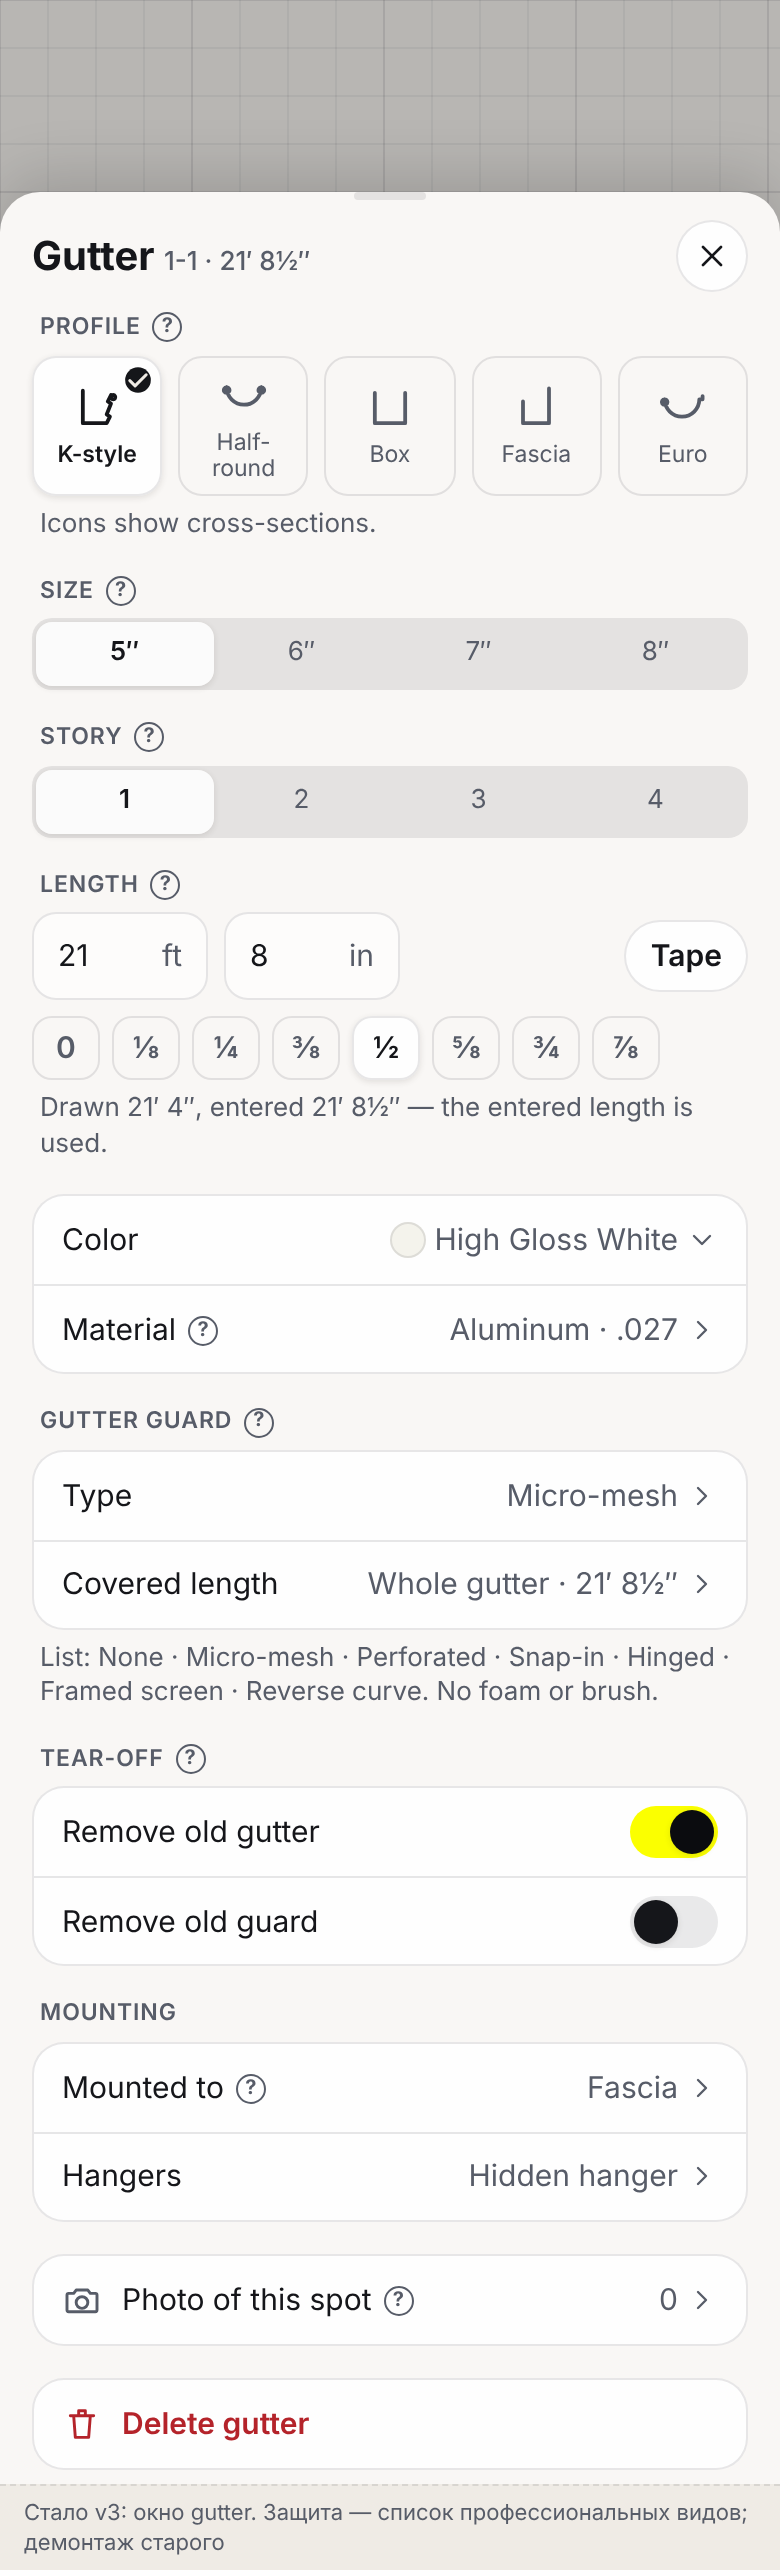 Gutter 1-1 · 21′ 8½″
PROFILE ?
K-style
Half-
round
Box
Fascia
Euro
Icons show cross-sections.
SIZE ?
5″ 6″ 7″ 8″
STORY ?
1 2 3 4
LENGTH ?
21 ft 8 in Tape
0 ⅛ ¼ ⅜ ½ ⅝ ¾ ⅞
Drawn 21′ 4″, entered 21′ 8½″ — the entered length is
used.
Color High Gloss White
Material ? Aluminum · .027
GUTTER GUARD ?
Type Micro-mesh
Covered length Whole gutter · 21′ 8½″
List: None · Micro-mesh · Perforated · Snap-in · Hinged ·
Framed screen · Reverse curve. No foam or brush.
TEAR-OFF ?
Remove old gutter
Remove old guard
MOUNTING
Mounted to ? Fascia
Hangers Hidden hanger
Photo of this spot ? 0
Delete gutter
Стало v3: окно gutter. Защита — список профессиональных видов;
демонтаж старого